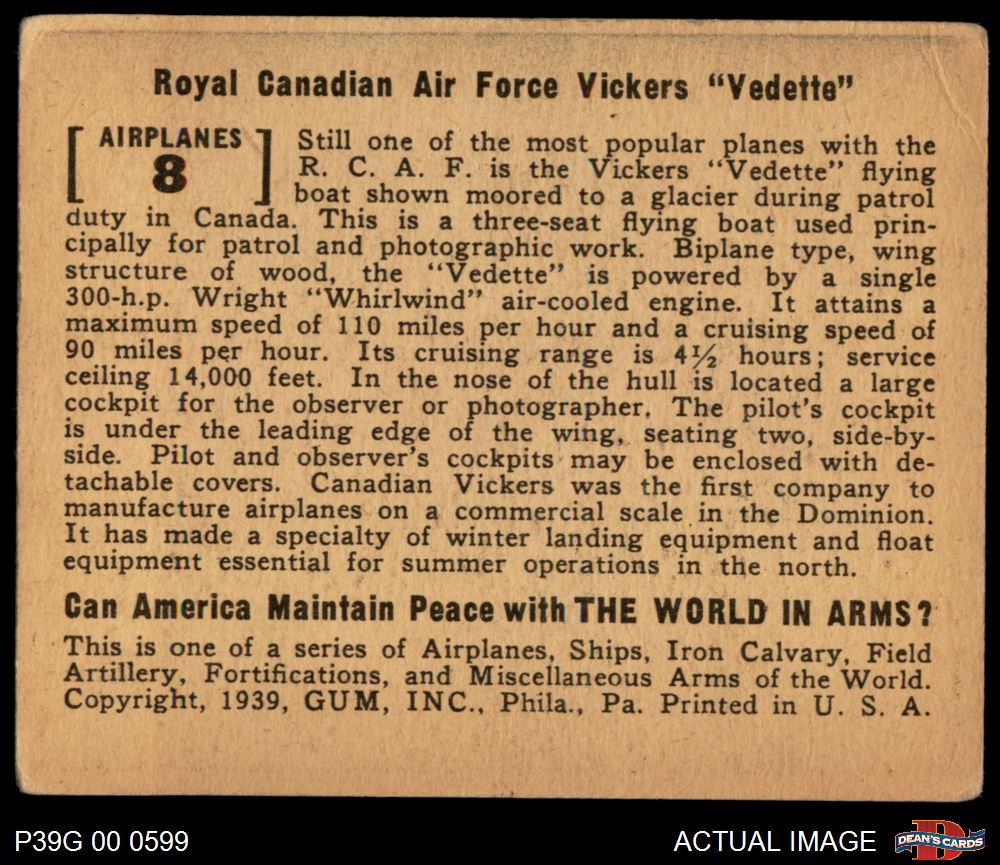 Royal Canadian Air Force Vickers "Vedette"
AIRPLANES
8
Still one of the most popular planes with the
R. C. A. F. is the Vickers "Vedette" flying
boat shown moored to a glacier during patrol
duty in Canada. This is a three-seat flying boat used prin-
cipally for patrol and photographic work. Biplane type, wing
structure of wood, the "Vedette" is powered by a single
300-h.p. Wright "Whirlwind" air-cooled engine. It attains a
maximum speed of 110 miles per hour and a cruising speed of
90 miles per hour. Its cruising range is 4½ hours; service
ceiling 14,000 feet. In the nose of the hull is located a large
cockpit for the observer or photographer. The pilot's cockpit
is under the leading edge of the wing, seating two, side-by-
side. Pilot and observer's cockpits may be enclosed with de-
tachable covers. Canadian Vickers was the first company to
manufacture airplanes on a commercial scale in the Dominion.
It has made a specialty of winter landing equipment and float
equipment essential for summer operations in the north.
Can America Maintain Peace with THE WORLD IN ARMS?
This is one of a series of Airplanes, Ships, Iron Calvary, Field
Artillery, Fortifications, and Miscellaneous Arms of the World.
Copyright, 1939, GUM, INC., Phila., Pa. Printed in U. S. A.
P39G 00 0599
ACTUAL IMAGE
D
DEAN'S CARDS